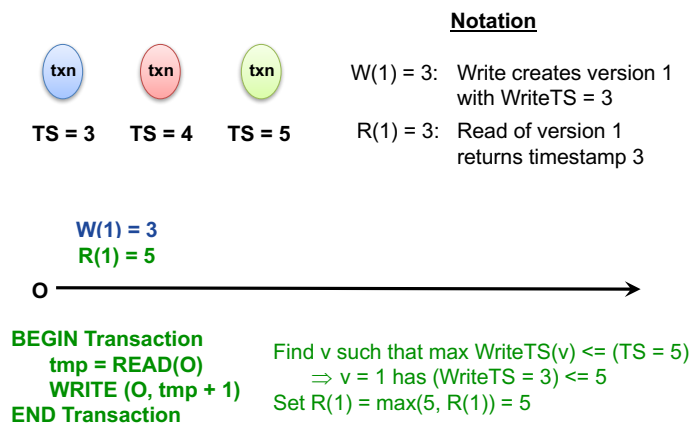 Notation
txn
txn
txn
TS = 3
TS = 4
TS = 5
W(1) = 3: Write creates version 1
with WriteTS = 3
R(1) = 3: Read of version 1
returns timestamp 3
W(1) = 3
R(1) = 5
O
BEGIN Transaction
tmp = READ(O)
WRITE (O, tmp + 1)
END Transaction
Find v such that max WriteTS(v) <= (TS = 5)
⇒ v = 1 has (WriteTS = 3) <= 5
Set R(1) = max(5, R(1)) = 5